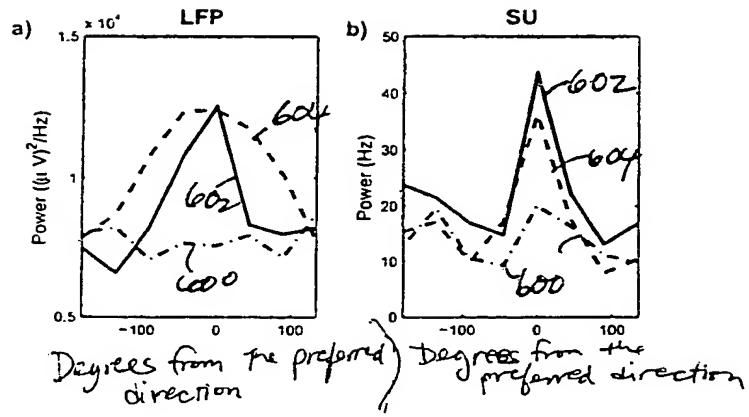 a) LFP
x 10⁴
1.5
1
0.5
Power ((μ V)²/Hz)
604
602
600
-100 0 100
Degrees from the preferred
direction
b) SU
50
40
30
20
10
0
Power (Hz)
602
604
600
-100 0 100
Degrees from the
preferred direction